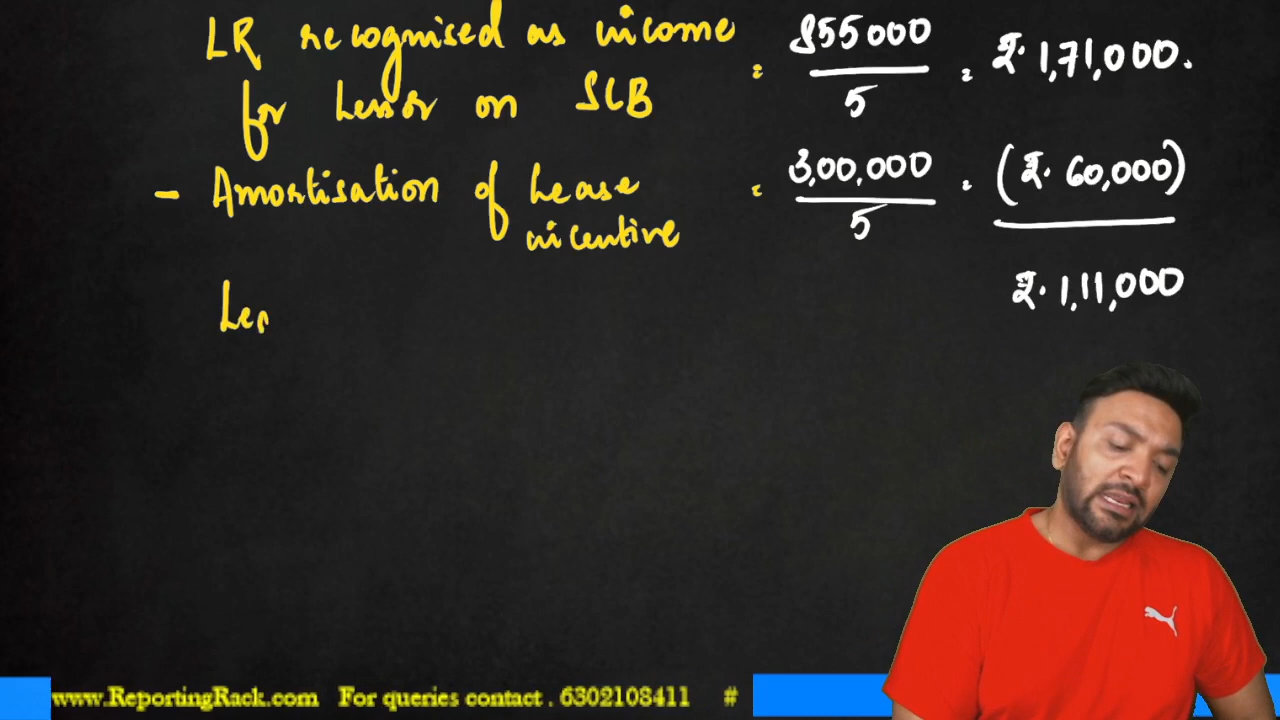 LR recognised as income = 855000 / 5 = ₹. 1,71,000.
for Lessor on SLB
- Amortisation of Lease incentive = 3,00,000 / 5 = (₹. 60,000)
₹. 1,11,000
Les
www.ReportingRack.com For queries contact . 6302108411 #